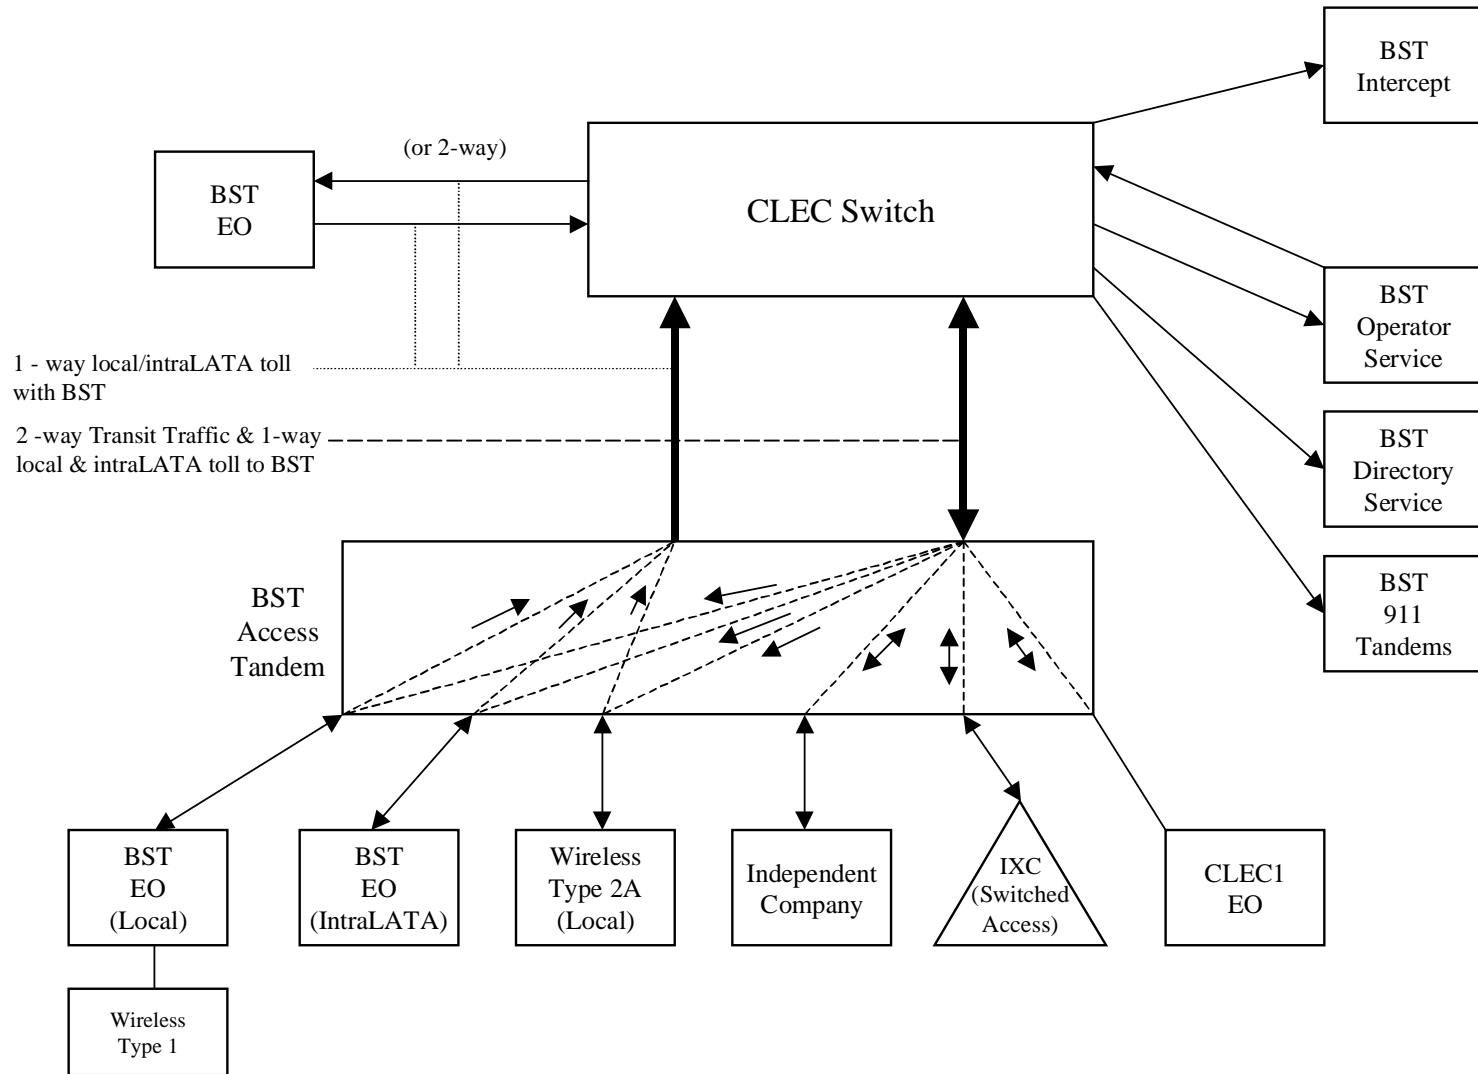 BST
Intercept
(or 2-way)
BST
EO
CLEC Switch
BST
Operator
Service
1 - way local/intraLATA toll
with BST
2 -way Transit Traffic & 1-way
local & intraLATA toll to BST
BST
Directory
Service
BST
Access
Tandem
BST
911
Tandems
BST
EO
(Local)
BST
EO
(IntraLATA)
Wireless
Type 2A
(Local)
Independent
Company
IXC
(Switched
Access)
CLEC1
EO
Wireless
Type 1